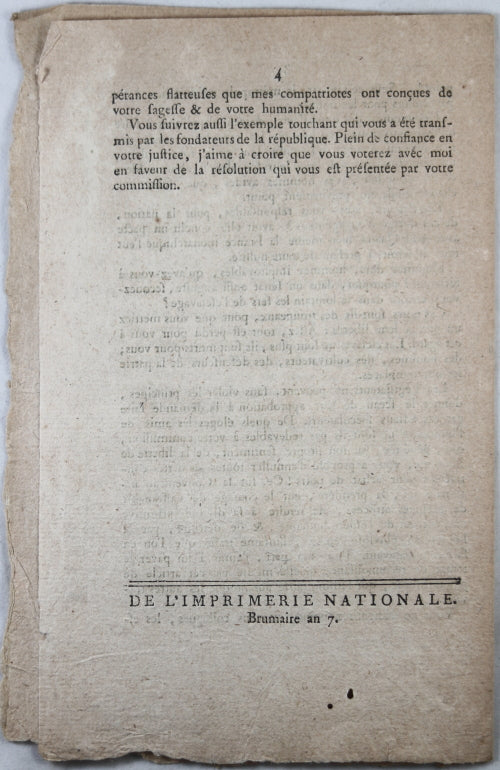 4
pérances flatteuses que mes compatriotes ont conçues de
votre sagesse & de votre humanité.
Vous suivrez aussi l'exemple touchant qui vous a été trans-
mis par les fondateurs de la république. Plein de confiance en
votre justice, j'aime à croire que vous voterez avec moi
en faveur de la résolution qui vous est présentée par votre
commission.
DE L'IMPRIMERIE NATIONALE.
Brumaire an 7.